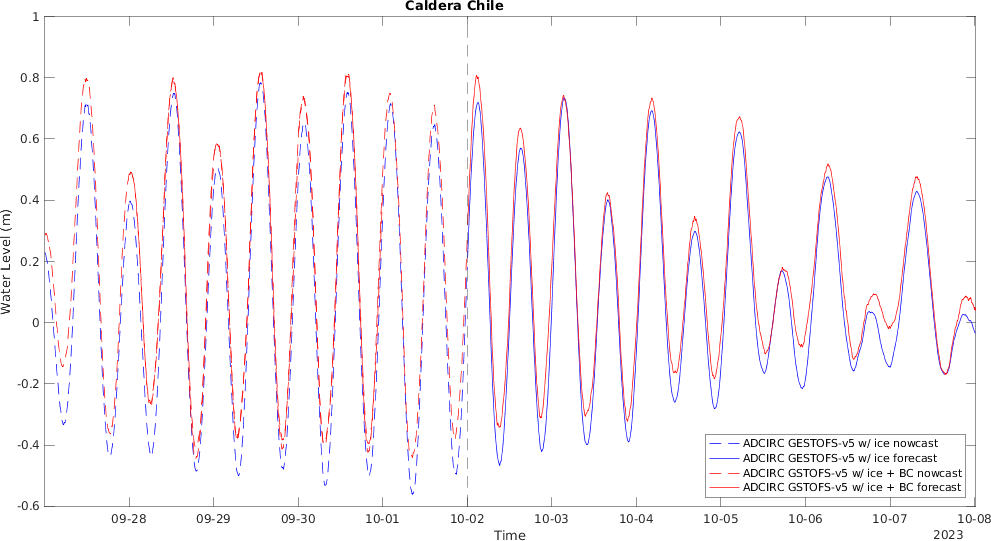 Caldera Chile
1
0.8
0.6
0.4
0.2
0
-0.2
-0.4
-0.6
Water Level (m)
ADCIRC GESTOFS-v5 w/ ice nowcast
ADCIRC GESTOFS-v5 w/ ice forecast
ADCIRC GSTOFS-v5 w/ ice + BC nowcast
ADCIRC GSTOFS-v5 w/ ice + BC forecast
09-28 09-29 09-30 10-01 10-02 10-03 10-04 10-05 10-06 10-07 10-08
Time
2023